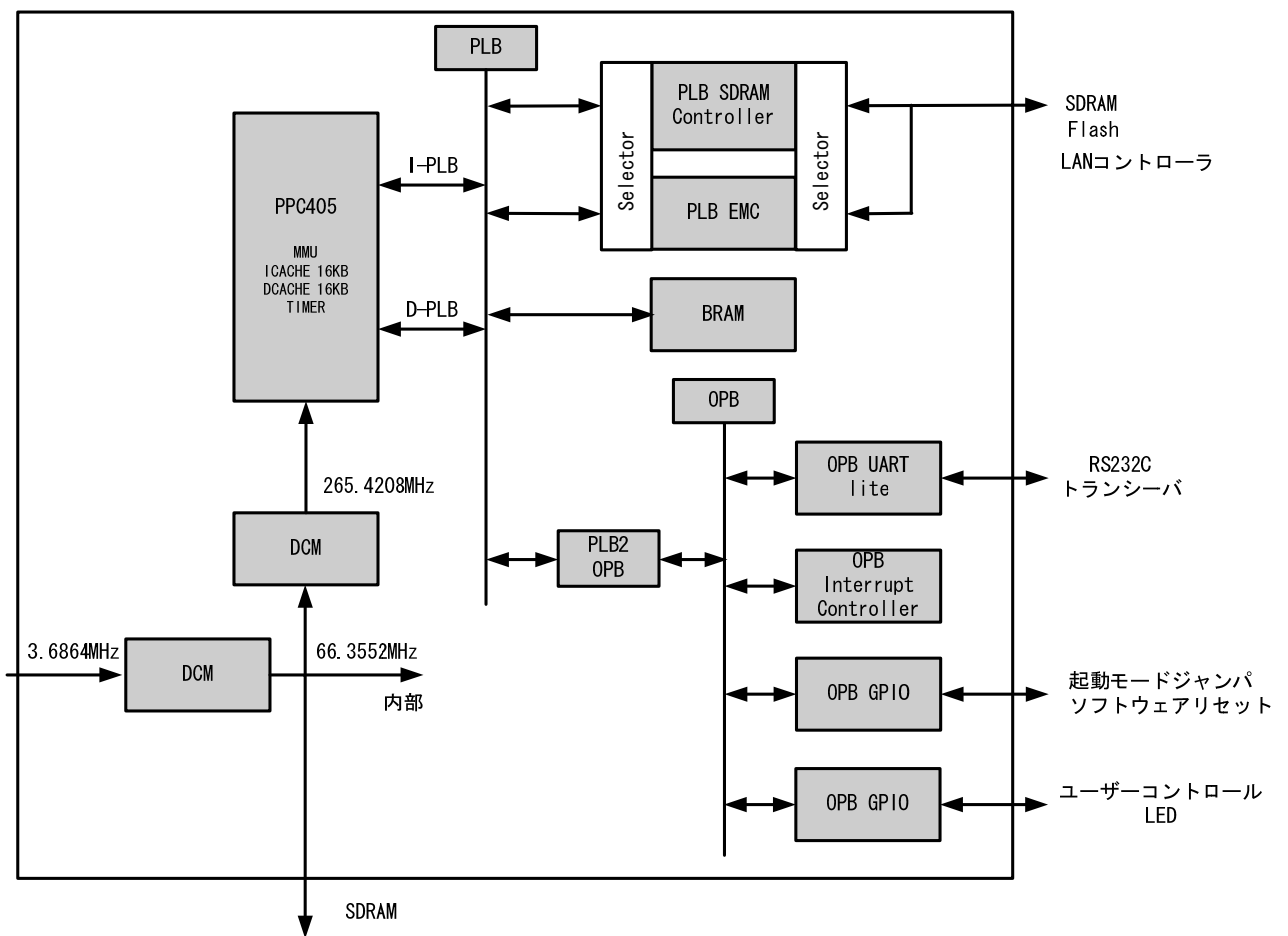 PLB
PLB SDRAM
Controller
Selector
Selector
PLB EMC
SDRAM
Flash
LANコントローラ
I-PLB
PPC405
MMU
ICACHE 16KB
DCACHE 16KB
TIMER
D-PLB
BRAM
OPB
265.4208MHz
DCM
OPB UART
lite
RS232C
トランシーバ
PLB2
OPB
OPB
Interrupt
Controller
3.6864MHz
DCM
66.3552MHz
内部
OPB GPIO
起動モードジャンパ
ソフトウェアリセット
OPB GPIO
ユーザーコントロール
LED
SDRAM